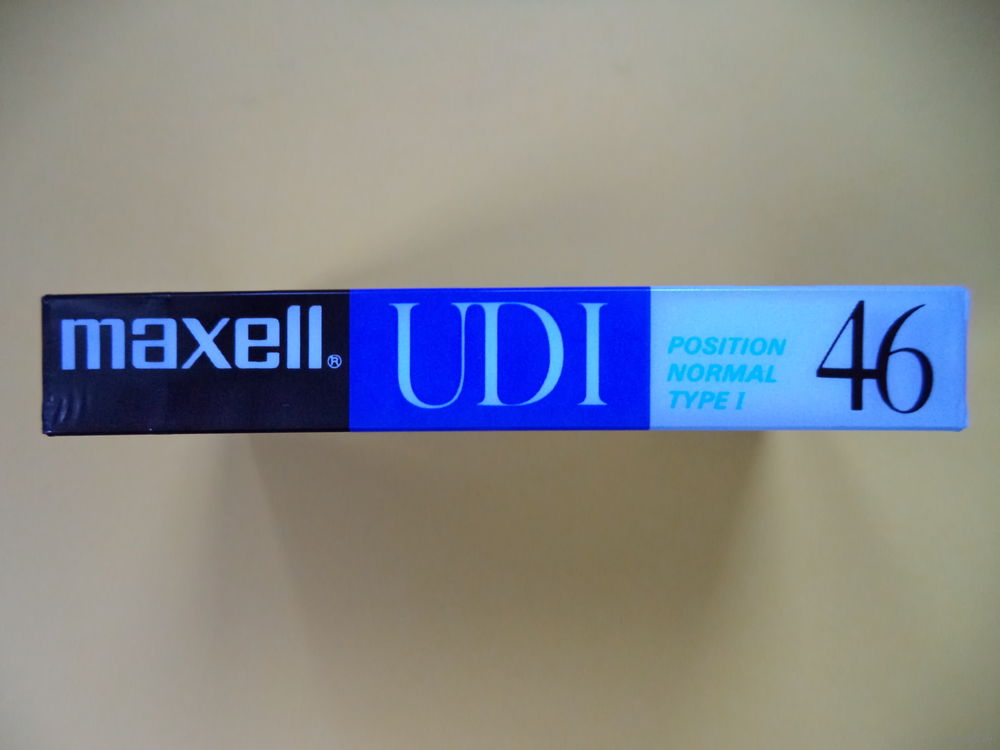 maxell®
UDI
POSITION
NORMAL
TYPE I
46